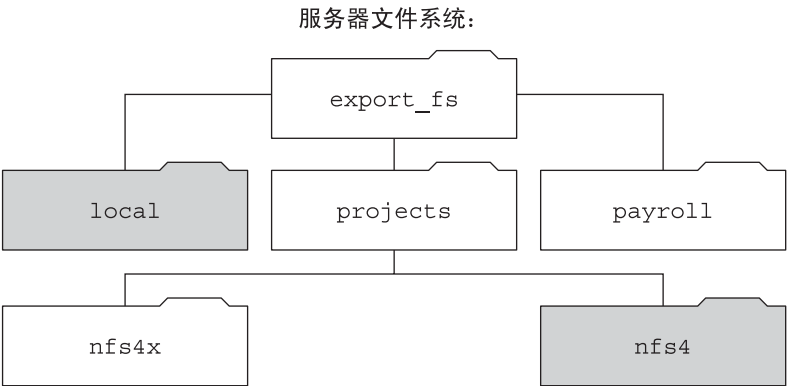 服务器文件系统:
export_fs
local
projects
payroll
nfs4x
nfs4